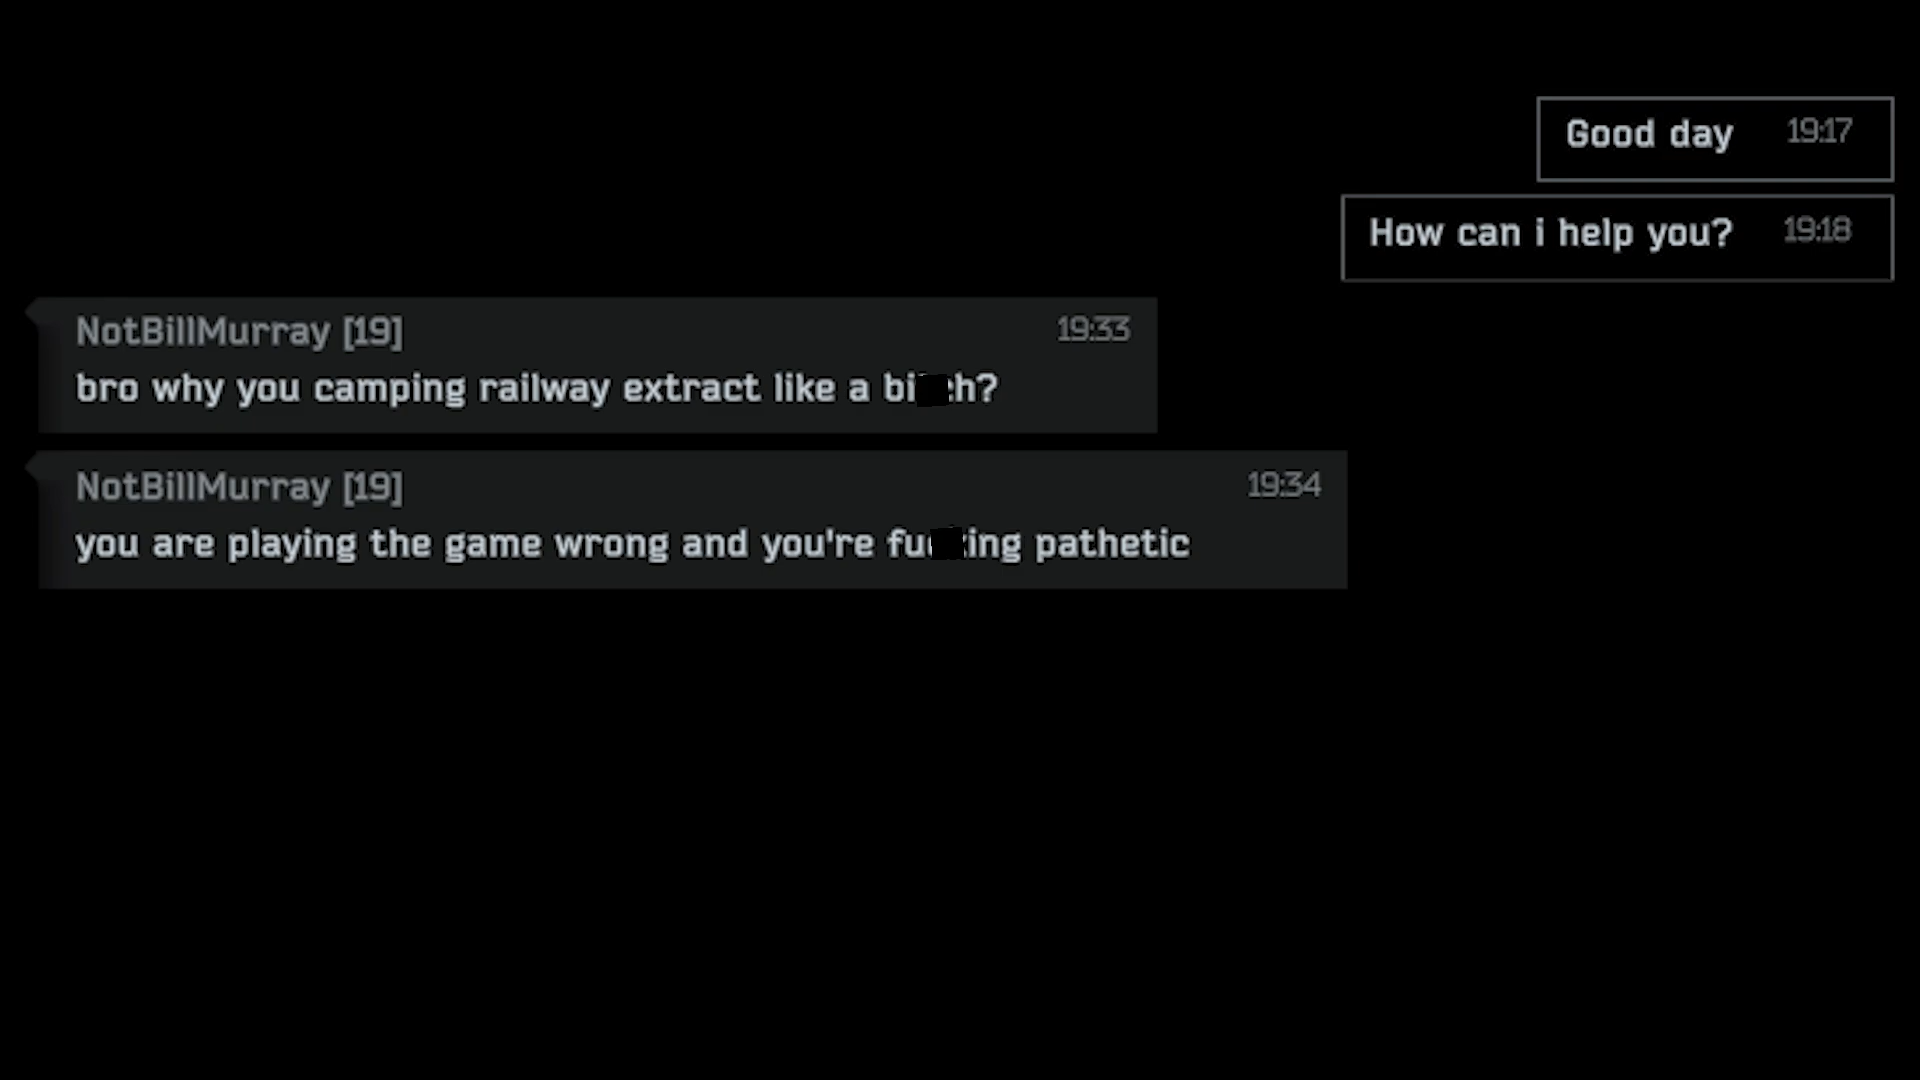 Good day 19:17
How can i help you? 19:18
NotBillMurray [19] 19:33
bro why you camping railway extract like a
NotBillMurray [19] 19:34
you are playing the game wrong and you're pathetic